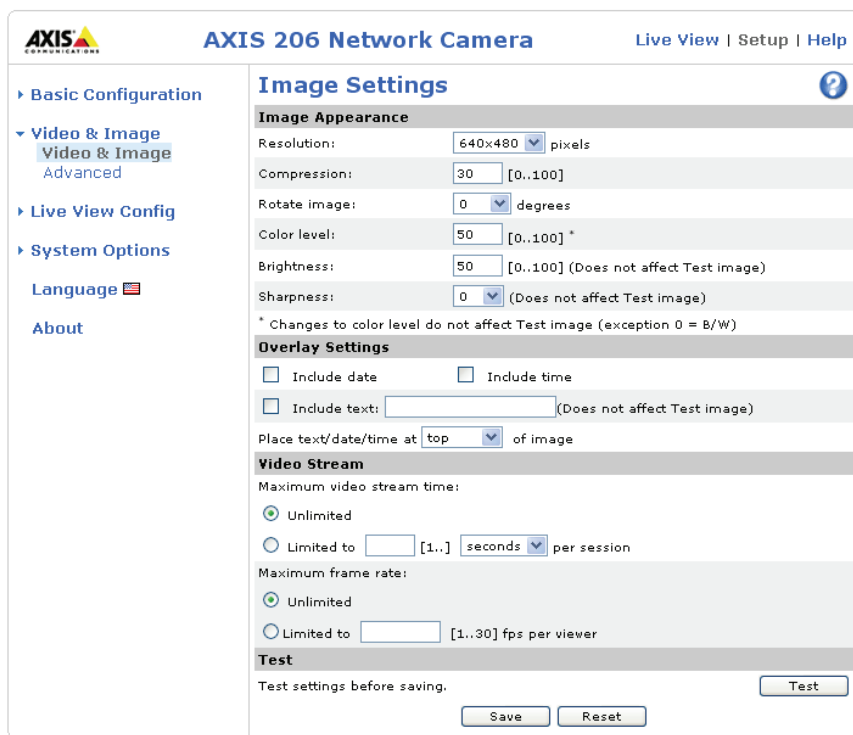 AXIS
COMMUNICATIONS
AXIS 206 Network Camera
Live View | Setup | Help
Basic Configuration
Video & Image
Video & Image
Advanced
Live View Config
System Options
Language
About
Image Settings
?
Image Appearance
Resolution: 640x480 pixels
Compression: 30 [0..100]
Rotate image: 0 degrees
Color level: 50 [0..100] *
Brightness: 50 [0..100] (Does not affect Test image)
Sharpness: 0 (Does not affect Test image)
* Changes to color level do not affect Test image (exception 0 = B/W)
Overlay Settings
Include date Include time
Include text: (Does not affect Test image)
Place text/date/time at top of image
Video Stream
Maximum video stream time:
Unlimited
Limited to [1..] seconds per session
Maximum frame rate:
Unlimited
Limited to [1..30] fps per viewer
Test
Test settings before saving. Test
Save Reset